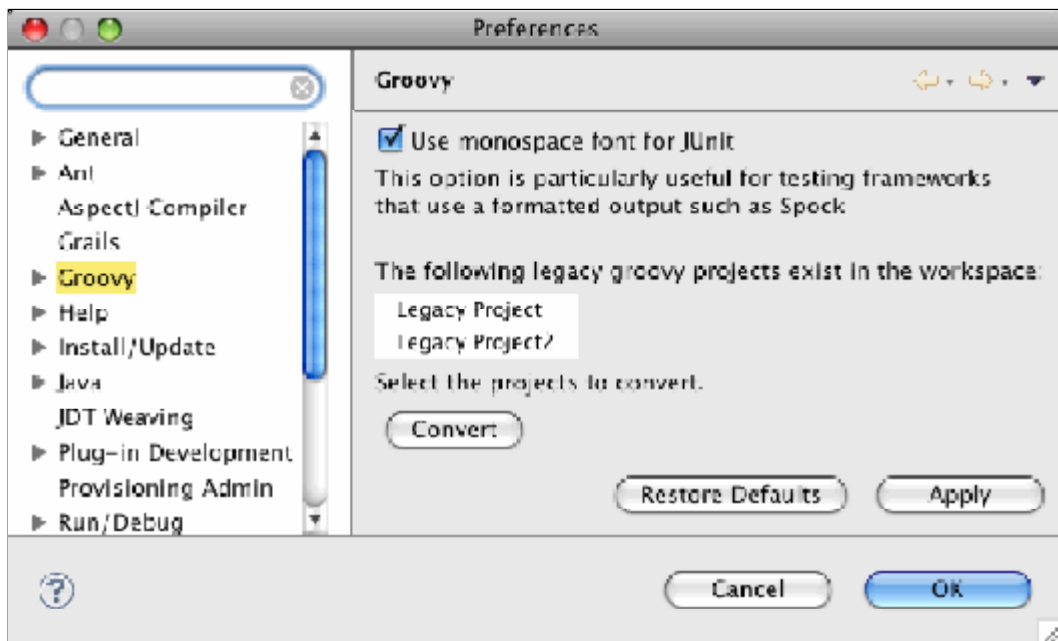 Preferences
General
Ant
AspectJ Compiler
Grails
Groovy
Help
Install/Update
Java
JDT Weaving
Plug-in Development
Provisioning Admin
Run/Debug
Groovy
Use monospace font for JUnit
This option is particularly useful for testing frameworks
that use a formatted output such as Spock
The following legacy groovy projects exist in the workspace:
Legacy Project
Legacy Project2
Select the projects to convert.
Convert
Restore Defaults Apply
? Cancel OK